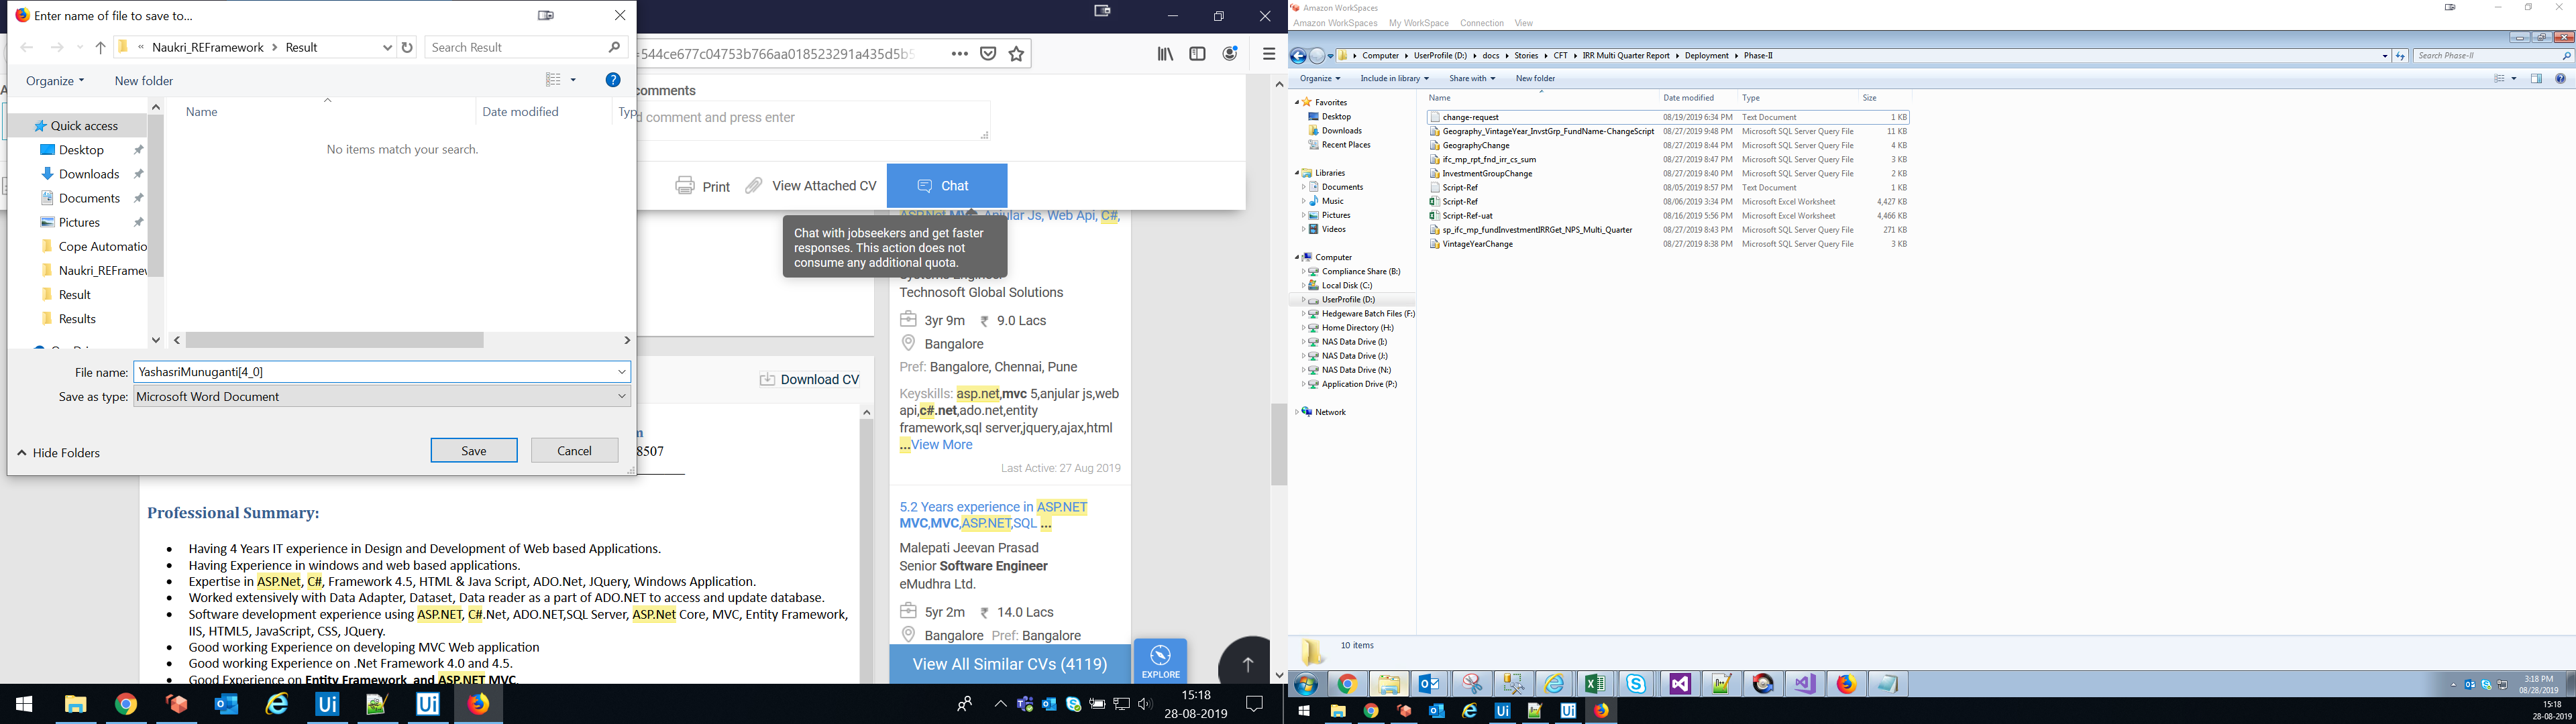 Enter name of file to save to...
« Naukri_REFramework > Result
Search Result
Organize
New folder
Name
Date modified
Typ
No items match your search.
Quick access
Desktop
Downloads
Documents
Pictures
Cope Automatio
Naukri_REFrame
Result
Results
File name:
YashasriMunuganti[4_0]
Save as type:
Microsoft Word Document
Hide Folders
Save
Cancel
=544ce677c04753b766aa018523291a435d5b5
comments
d comment and press enter
Print
View Attached CV
Chat
Chat with jobseekers and get faster
responses. This action does not
consume any additional quota.
ASP.Net MV Anjular Js, Web Api, C#,
Systems Engineer
Technosoft Global Solutions
3yr 9m ₹ 9.0 Lacs
Bangalore
Pref: Bangalore, Chennai, Pune
Keyskills: asp.net,mvc 5,anjular js,web
api,c#.net,ado.net,entity
framework,sql server,jquery,ajax,html
...View More
Last Active: 27 Aug 2019
5.2 Years experience in ASP.NET
MVC,MVC,ASP.NET,SQL ...
Malepati Jeevan Prasad
Senior Software Engineer
eMudhra Ltd.
5yr 2m ₹ 14.0 Lacs
Bangalore Pref: Bangalore
View All Similar CVs (4119)
EXPLORE
Download CV
8507
Professional Summary:
• Having 4 Years IT experience in Design and Development of Web based Applications.
• Having Experience in windows and web based applications.
• Expertise in ASP.Net, C#, Framework 4.5, HTML & Java Script, ADO.Net, JQuery, Windows Application.
• Worked extensively with Data Adapter, Dataset, Data reader as a part of ADO.NET to access and update database.
• Software development experience using ASP.NET, C#.Net, ADO.NET,SQL Server, ASP.Net Core, MVC, Entity Framework,
IIS, HTML5, JavaScript, CSS, JQuery.
• Good working Experience on developing MVC Web application
• Good working Experience on .Net Framework 4.0 and 4.5.
• Good Experience on Entity Framework and ASP.NET MVC.
15:18
28-08-2019
Amazon WorkSpaces
Amazon WorkSpaces My WorkSpace Connection View
Computer UserProfile (D:) docs Stories CFT IRR Multi Quarter Report Deployment Phase-II
Search Phase-II
Organize Include in library Share with New folder
Favorites
Desktop
Downloads
Recent Places
Libraries
Documents
Music
Pictures
Videos
Computer
Compliance Share (B:)
Local Disk (C:)
UserProfile (D:)
Hedgeware Batch Files (F:)
Home Directory (H:)
NAS Data Drive (I:)
NAS Data Drive (J:)
NAS Data Drive (N:)
Application Drive (P:)
Network
Name Date modified Type Size
change-request 08/19/2019 6:34 PM Text Document 1 KB
Geography_VintageYear_InvstGrp_FundName-ChangeScript 08/27/2019 9:48 PM Microsoft SQL Server Query File 11 KB
GeographyChange 08/27/2019 8:44 PM Microsoft SQL Server Query File 4 KB
ifc_mp_rpt_fnd_irr_cs_sum 08/27/2019 8:47 PM Microsoft SQL Server Query File 3 KB
InvestmentGroupChange 08/27/2019 8:40 PM Microsoft SQL Server Query File 2 KB
Script-Ref 08/05/2019 8:57 PM Text Document 1 KB
Script-Ref 08/06/2019 3:34 PM Microsoft Excel Worksheet 4,427 KB
Script-Ref-uat 08/16/2019 5:56 PM Microsoft Excel Worksheet 4,466 KB
sp_ifc_mp_fundInvestmentIRRGet_NPS_Multi_Quarter 08/27/2019 8:43 PM Microsoft SQL Server Query File 271 KB
VintageYearChange 08/27/2019 8:38 PM Microsoft SQL Server Query File 3 KB
10 items
3:18 PM
08/28/2019
15:18
28-08-2019